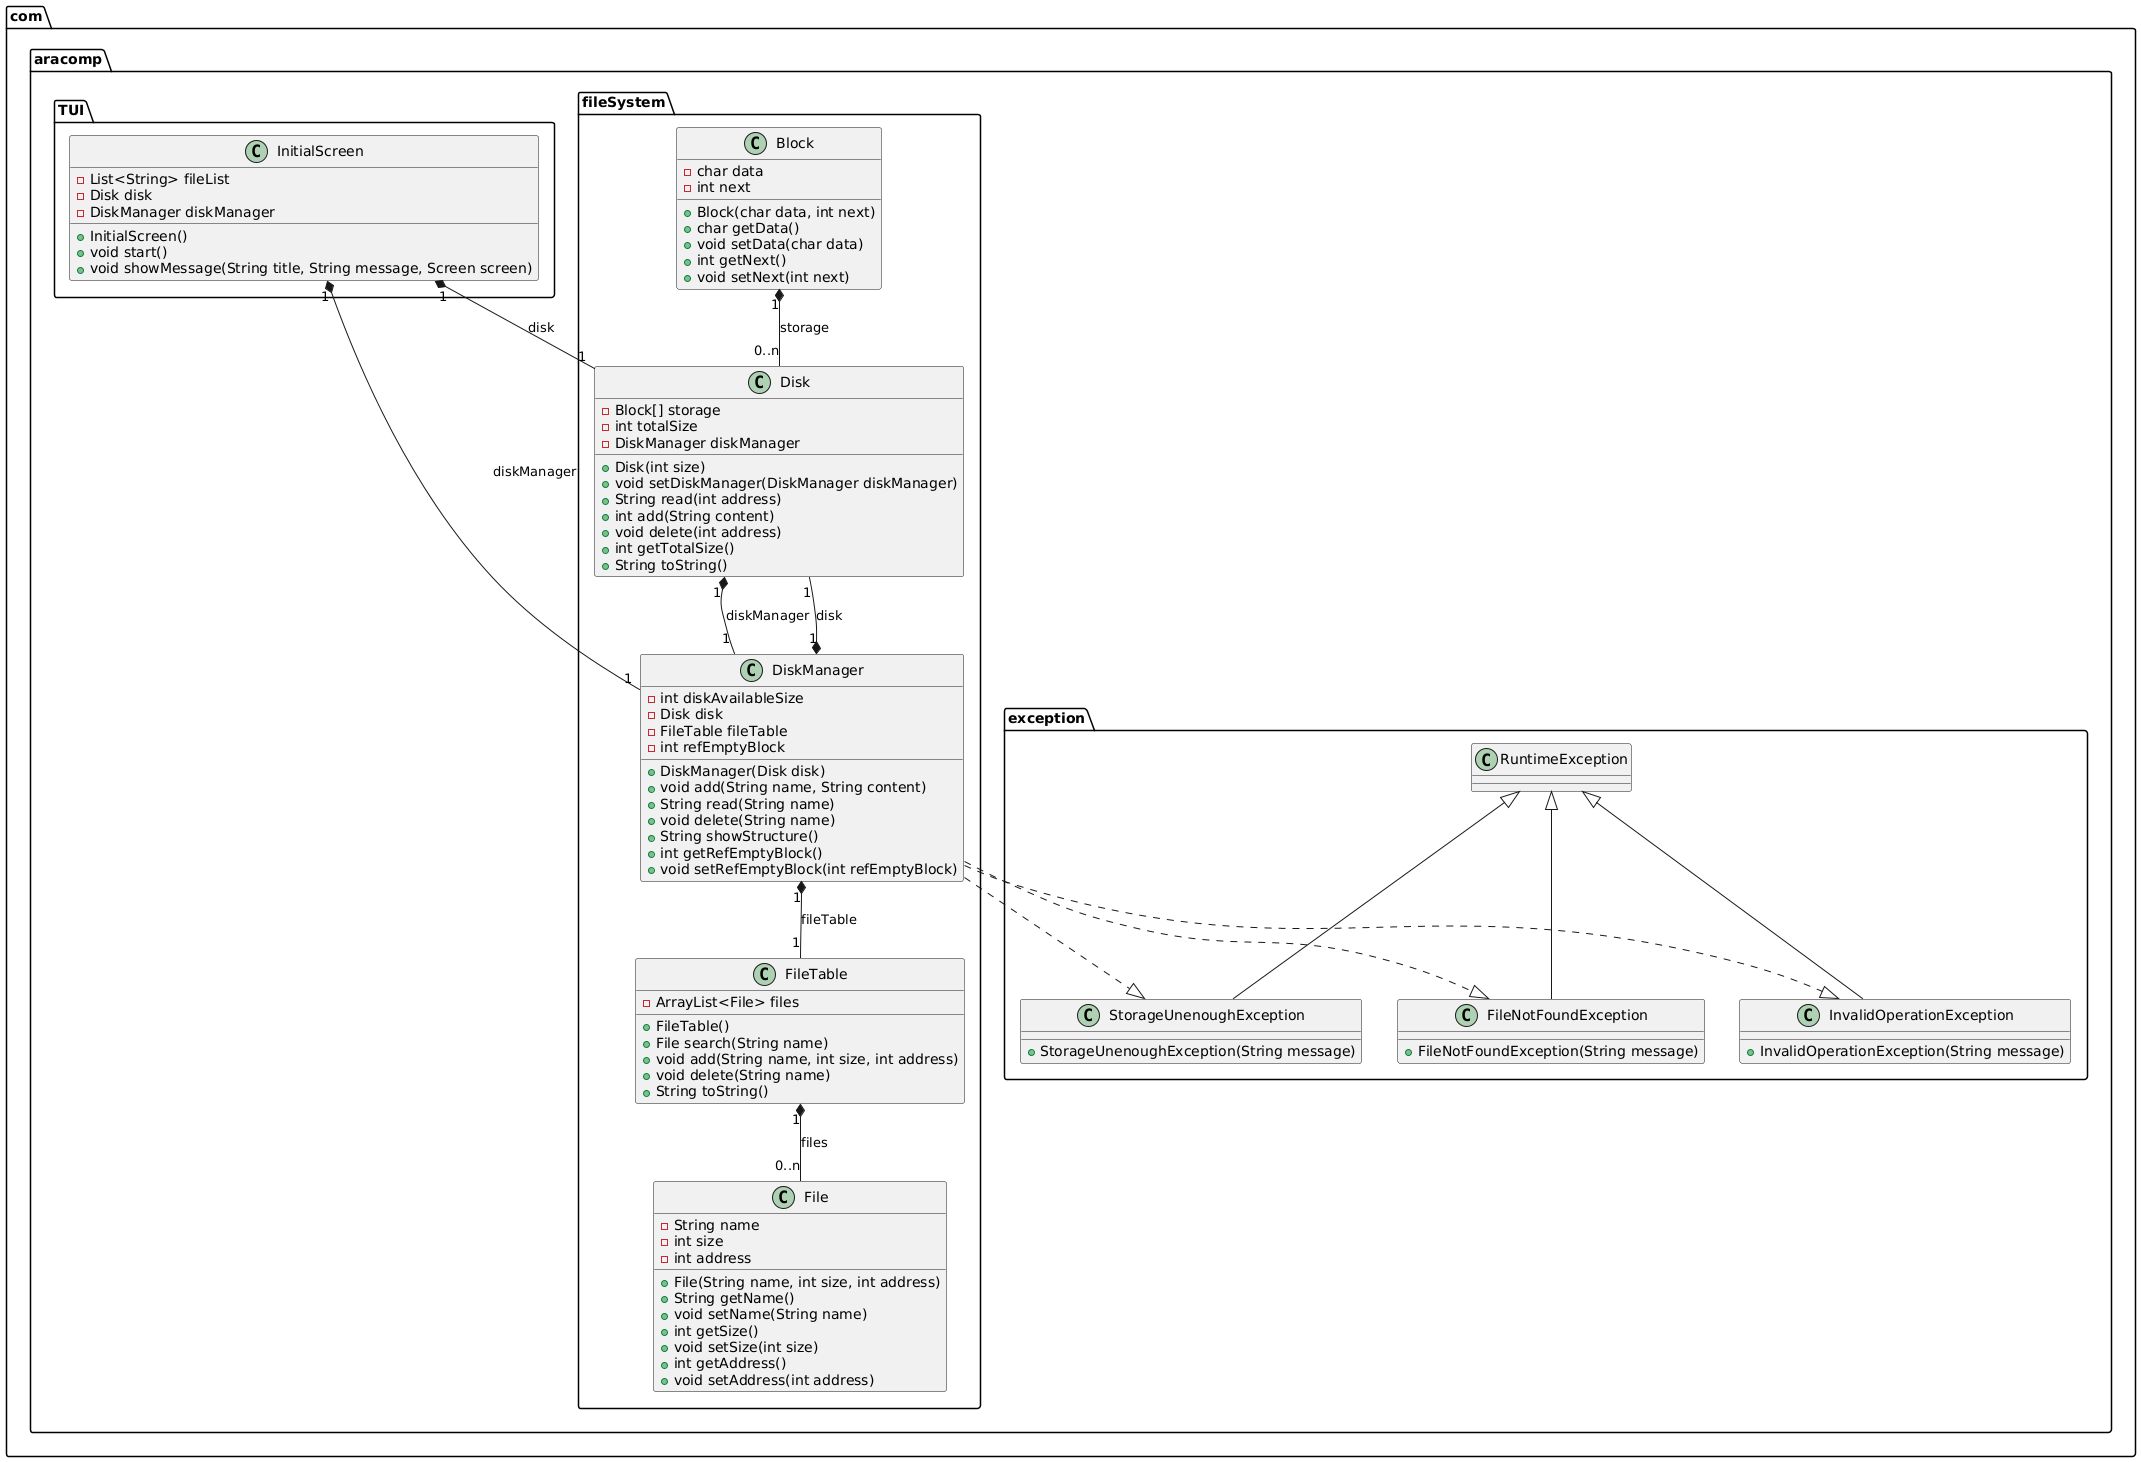 com
aracomp
TUI
C InitialScreen
List<String> fileList
Disk disk
DiskManager diskManager
InitialScreen()
void start()
void showMessage(String title, String message, Screen screen)
fileSystem
C Block
char data
int next
Block(char data, int next)
char getData()
void setData(char data)
int getNext()
void setNext(int next)
1
1
1
storage
0..n
disk
1
C Disk
Block[] storage
int totalSize
DiskManager diskManager
Disk(int size)
void setDiskManager(DiskManager diskManager)
String read(int address)
int add(String content)
void delete(int address)
int getTotalSize()
String toString()
diskManager
1
1
diskManager
disk
1
1
1
C DiskManager
int diskAvailableSize
Disk disk
FileTable fileTable
int refEmptyBlock
DiskManager(Disk disk)
void add(String name, String content)
String read(String name)
void delete(String name)
String showStructure()
int getRefEmptyBlock()
void setRefEmptyBlock(int refEmptyBlock)
exception
C RuntimeException
1
fileTable
1
C FileTable
ArrayList<File> files
FileTable()
File search(String name)
void add(String name, int size, int address)
void delete(String name)
String toString()
C StorageUnenoughException
StorageUnenoughException(String message)
C FileNotFoundException
FileNotFoundException(String message)
C InvalidOperationException
InvalidOperationException(String message)
1
files
0..n
C File
String name
int size
int address
File(String name, int size, int address)
String getName()
void setName(String name)
int getSize()
void setSize(int size)
int getAddress()
void setAddress(int address)